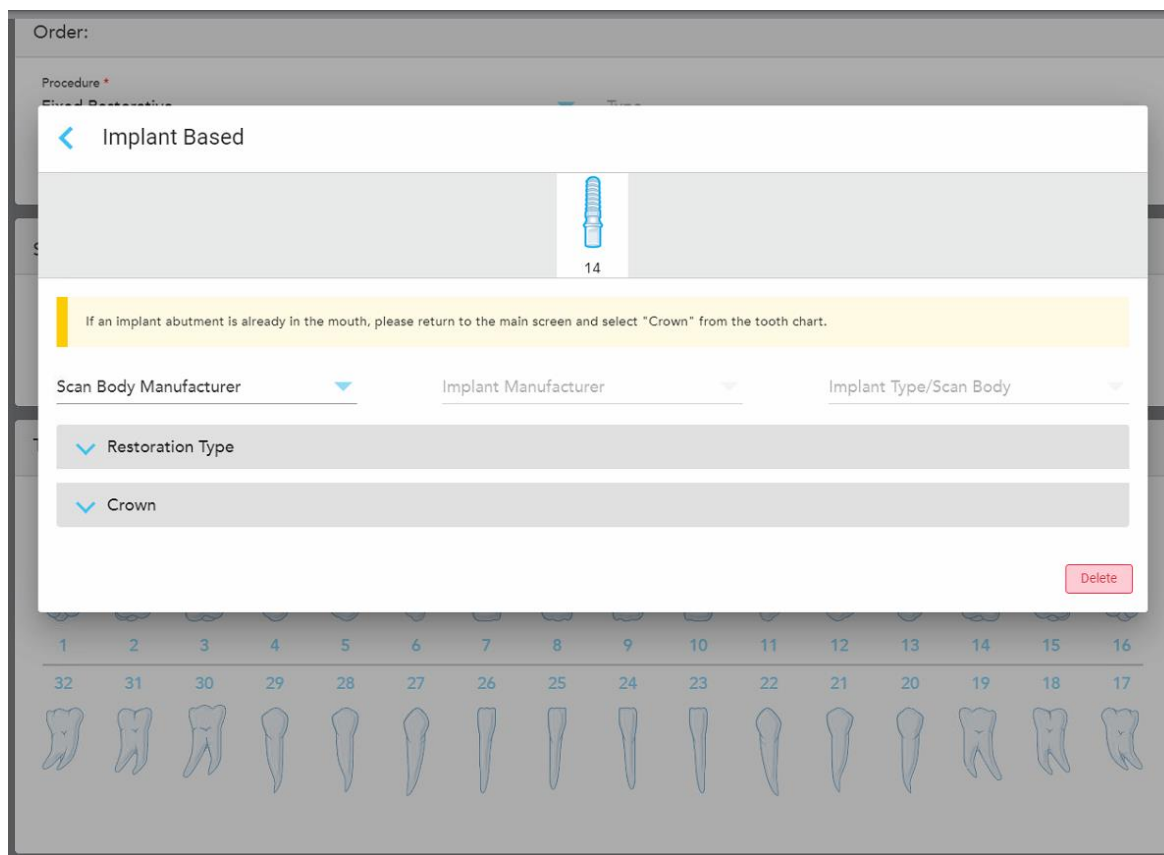 Order:
Procedure *
Fixed Restorative
Type
Implant Based
14
If an implant abutment is already in the mouth, please return to the main screen and select "Crown" from the tooth chart.
Scan Body Manufacturer
Implant Manufacturer
Implant Type/Scan Body
Restoration Type
Crown
Delete
1 2 3 4 5 6 7 8 9 10 11 12 13 14 15 16
32 31 30 29 28 27 26 25 24 23 22 21 20 19 18 17